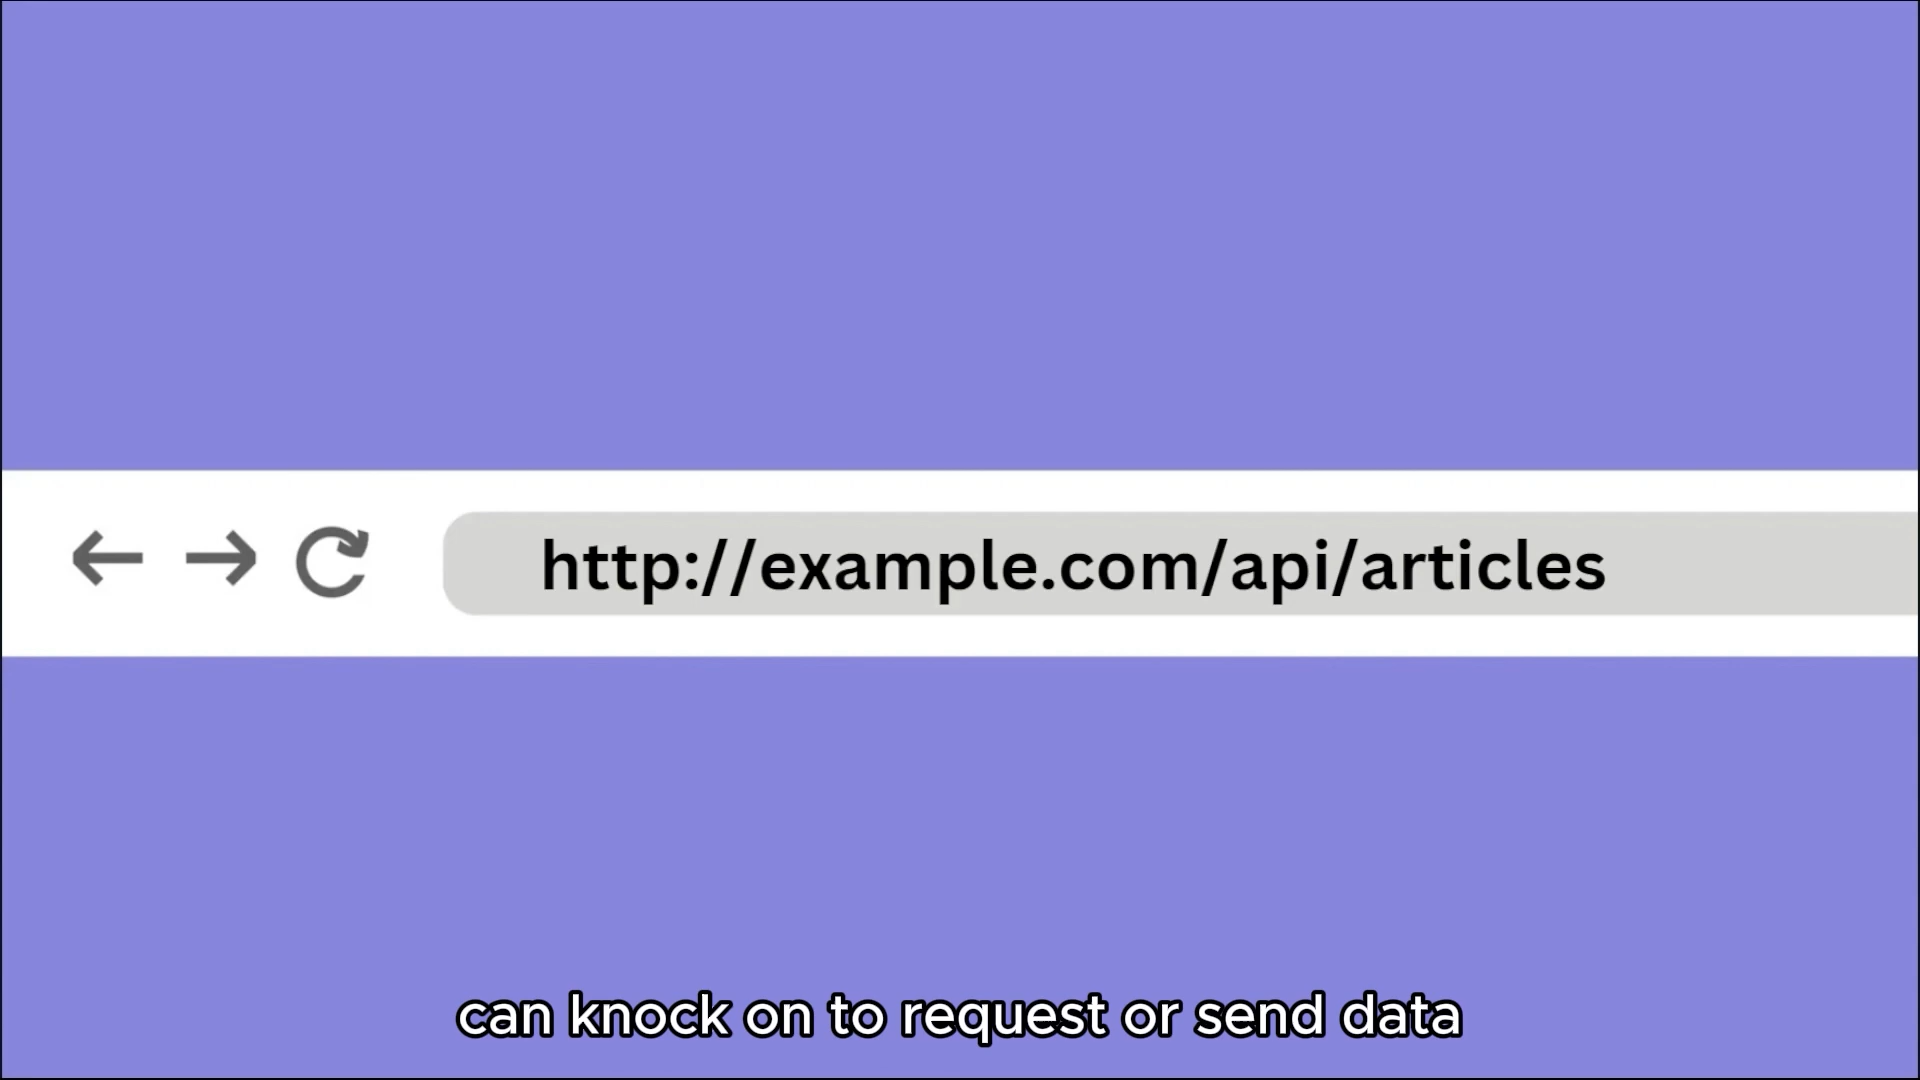 http://example.com/api/articles
can knock on to request or send data